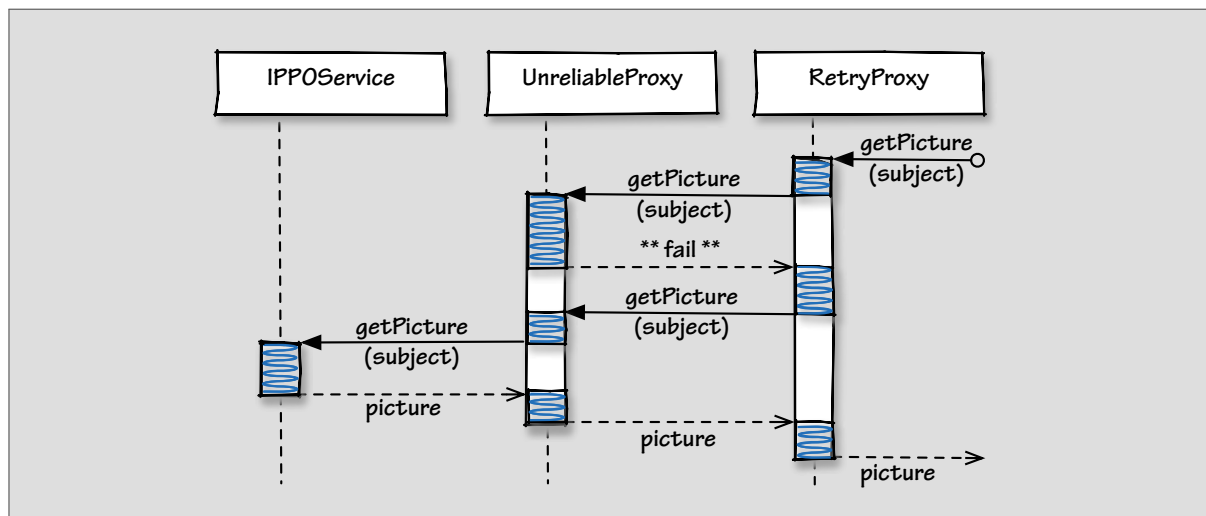 IPPOService
UnreliableProxy
RetryProxy
getPicture
(subject)
getPicture
(subject)
** fail **
getPicture
(subject)
getPicture
(subject)
picture
picture
picture